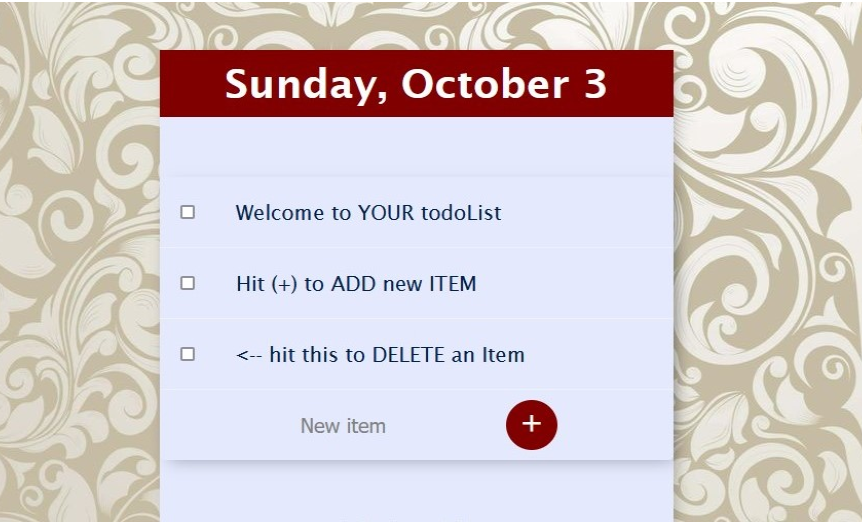 Sunday, October 3
Welcome to YOUR todoList
Hit (+) to ADD new ITEM
<-- hit this to DELETE an Item
New item +